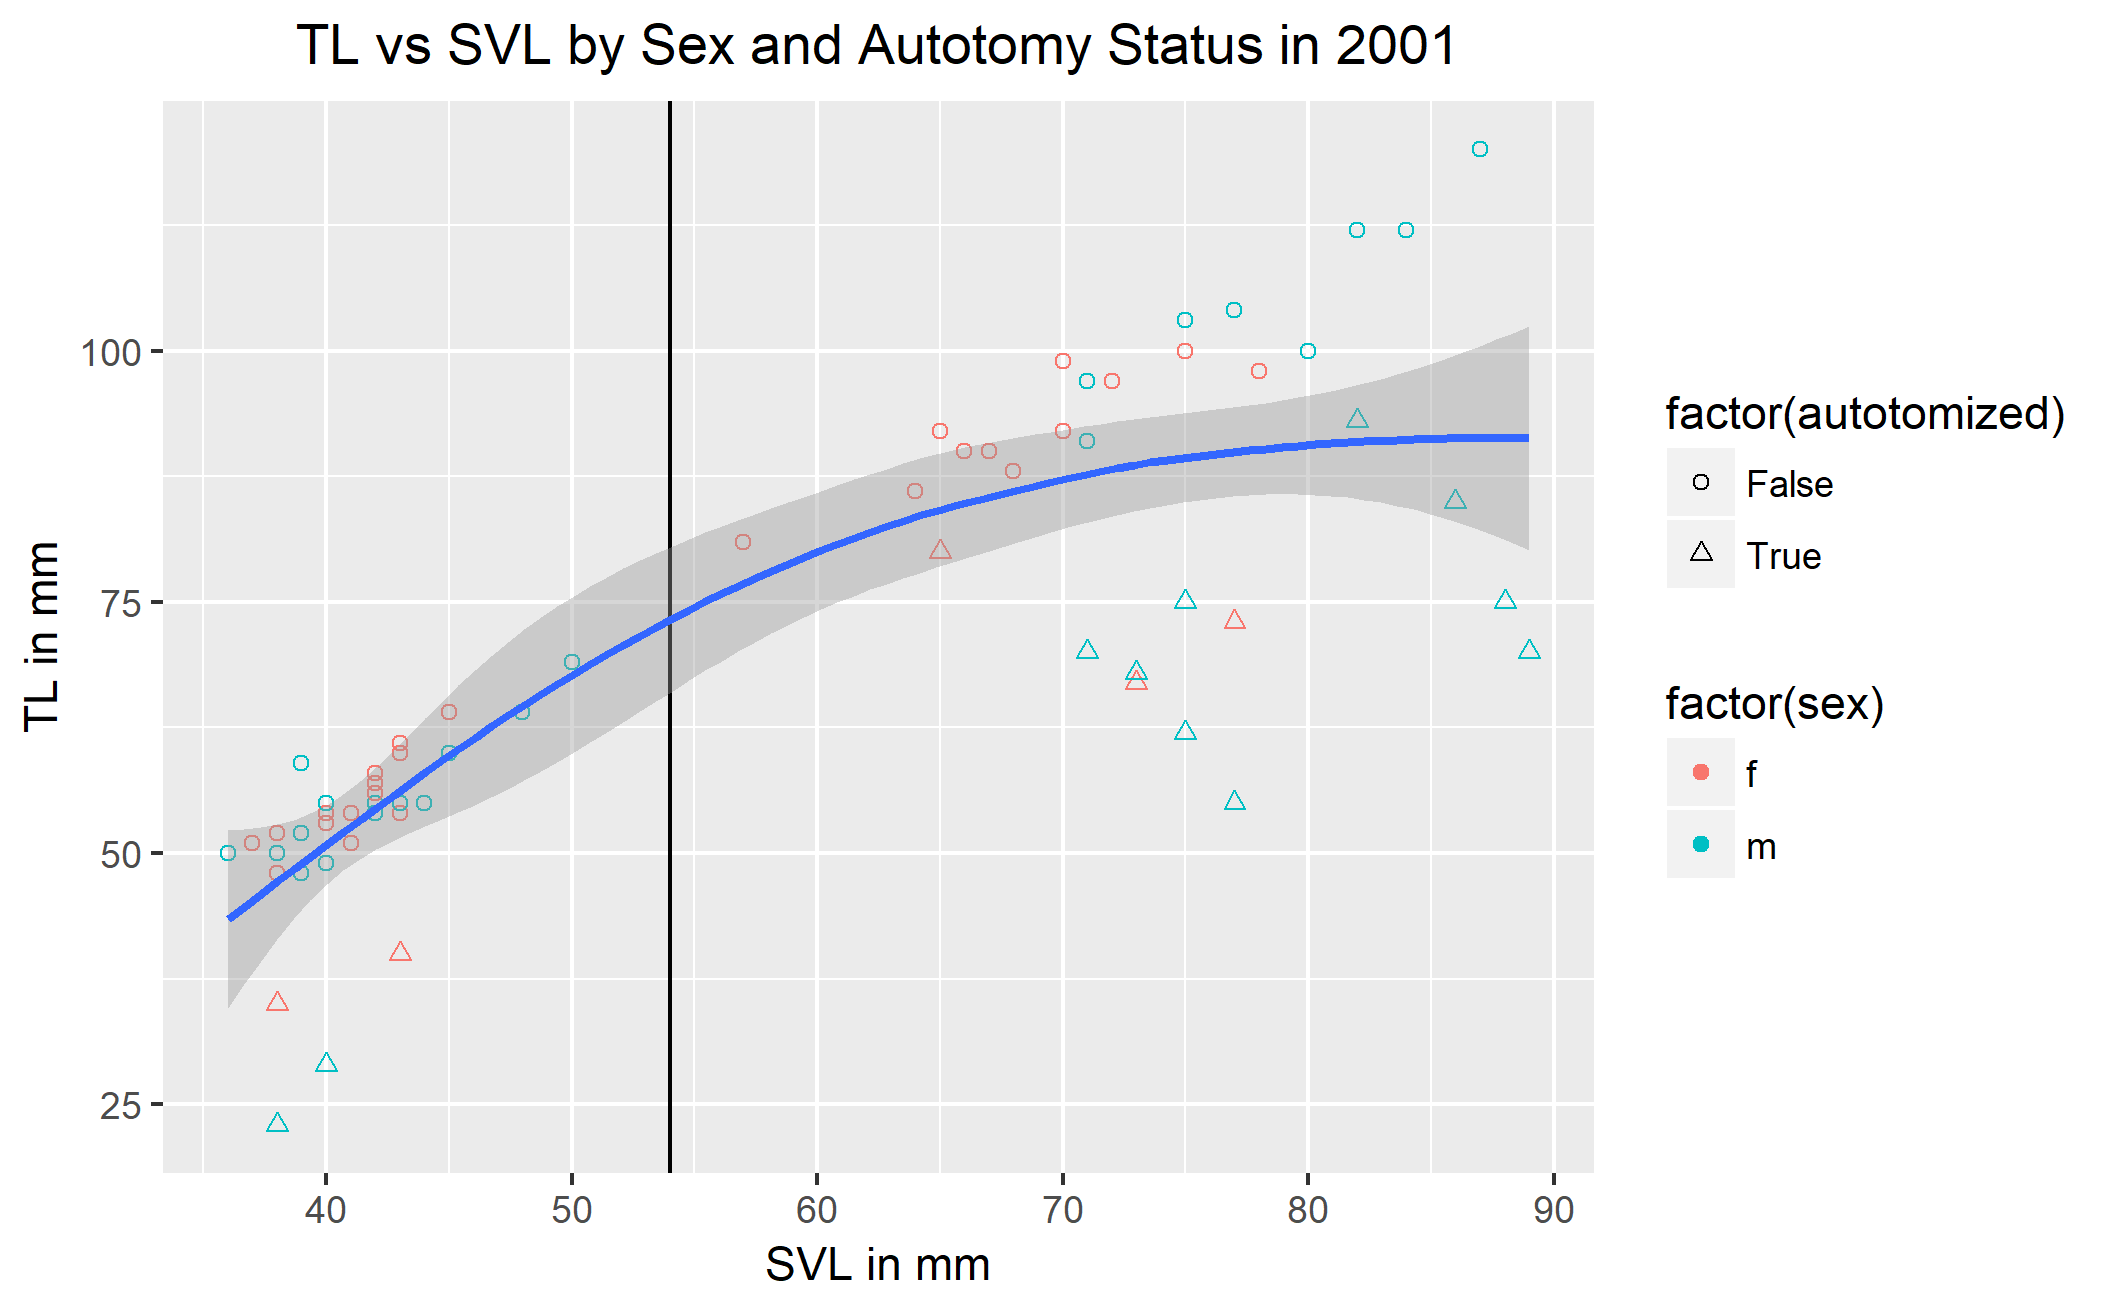 TL vs SVL by Sex and Autotomy Status in 2001
TL in mm
100
75
50
25
40 50 60 70 80 90
SVL in mm
factor(autotomized)
False
True
factor(sex)
f
m